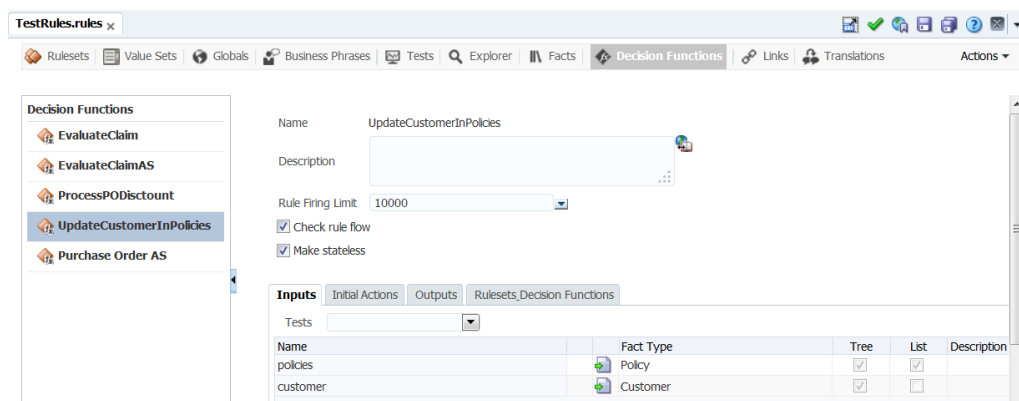 TestRules.rules x
Rulesets Value Sets Globals Business Phrases Tests Explorer Facts Decision Functions Links Translations Actions
Decision Functions
EvaluateClaim
EvaluateClaimAS
ProcessPODisctount
UpdateCustomerInPolicies
Purchase Order AS
Name UpdateCustomerInPolicies
Description
Rule Firing Limit 10000
Check rule flow
Make stateless
Inputs Initial Actions Outputs Rulesets_Decision Functions
Tests
Name Fact Type Tree List Description
policies Policy
customer Customer